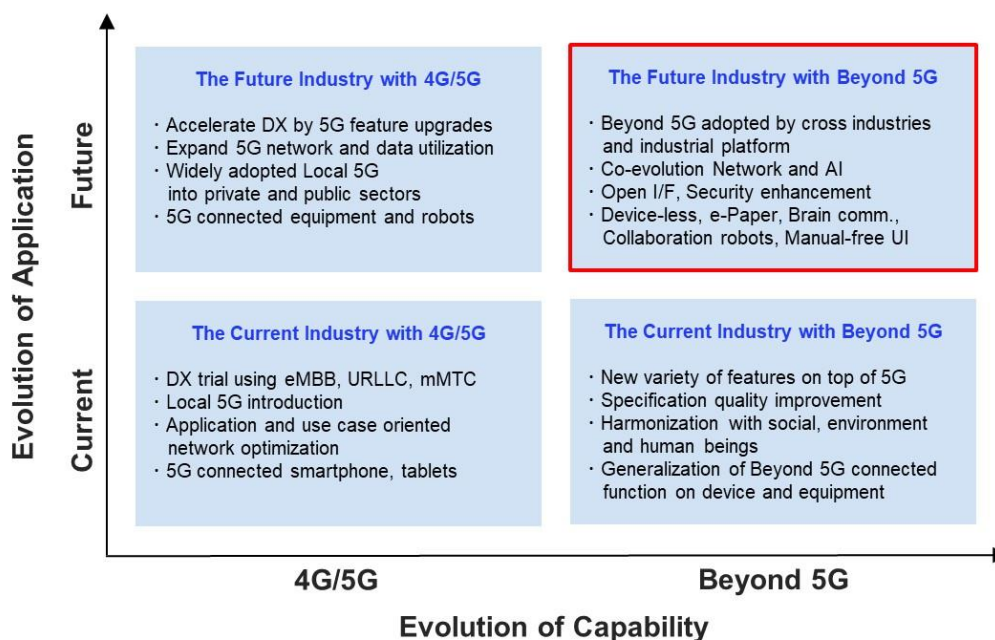 Evolution of Application
Future
Current
The Future Industry with 4G/5G
· Accelerate DX by 5G feature upgrades
· Expand 5G network and data utilization
· Widely adopted Local 5G
into private and public sectors
· 5G connected equipment and robots
The Future Industry with Beyond 5G
· Beyond 5G adopted by cross industries
and industrial platform
· Co-evolution Network and AI
· Open I/F, Security enhancement
· Device-less, e-Paper, Brain comm.,
Collaboration robots, Manual-free UI
The Current Industry with 4G/5G
· DX trial using eMBB, URLLC, mMTC
· Local 5G introduction
· Application and use case oriented
network optimization
· 5G connected smartphone, tablets
The Current Industry with Beyond 5G
· New variety of features on top of 5G
· Specification quality improvement
· Harmonization with social, environment
and human beings
· Generalization of Beyond 5G connected
function on device and equipment
4G/5G
Beyond 5G
Evolution of Capability